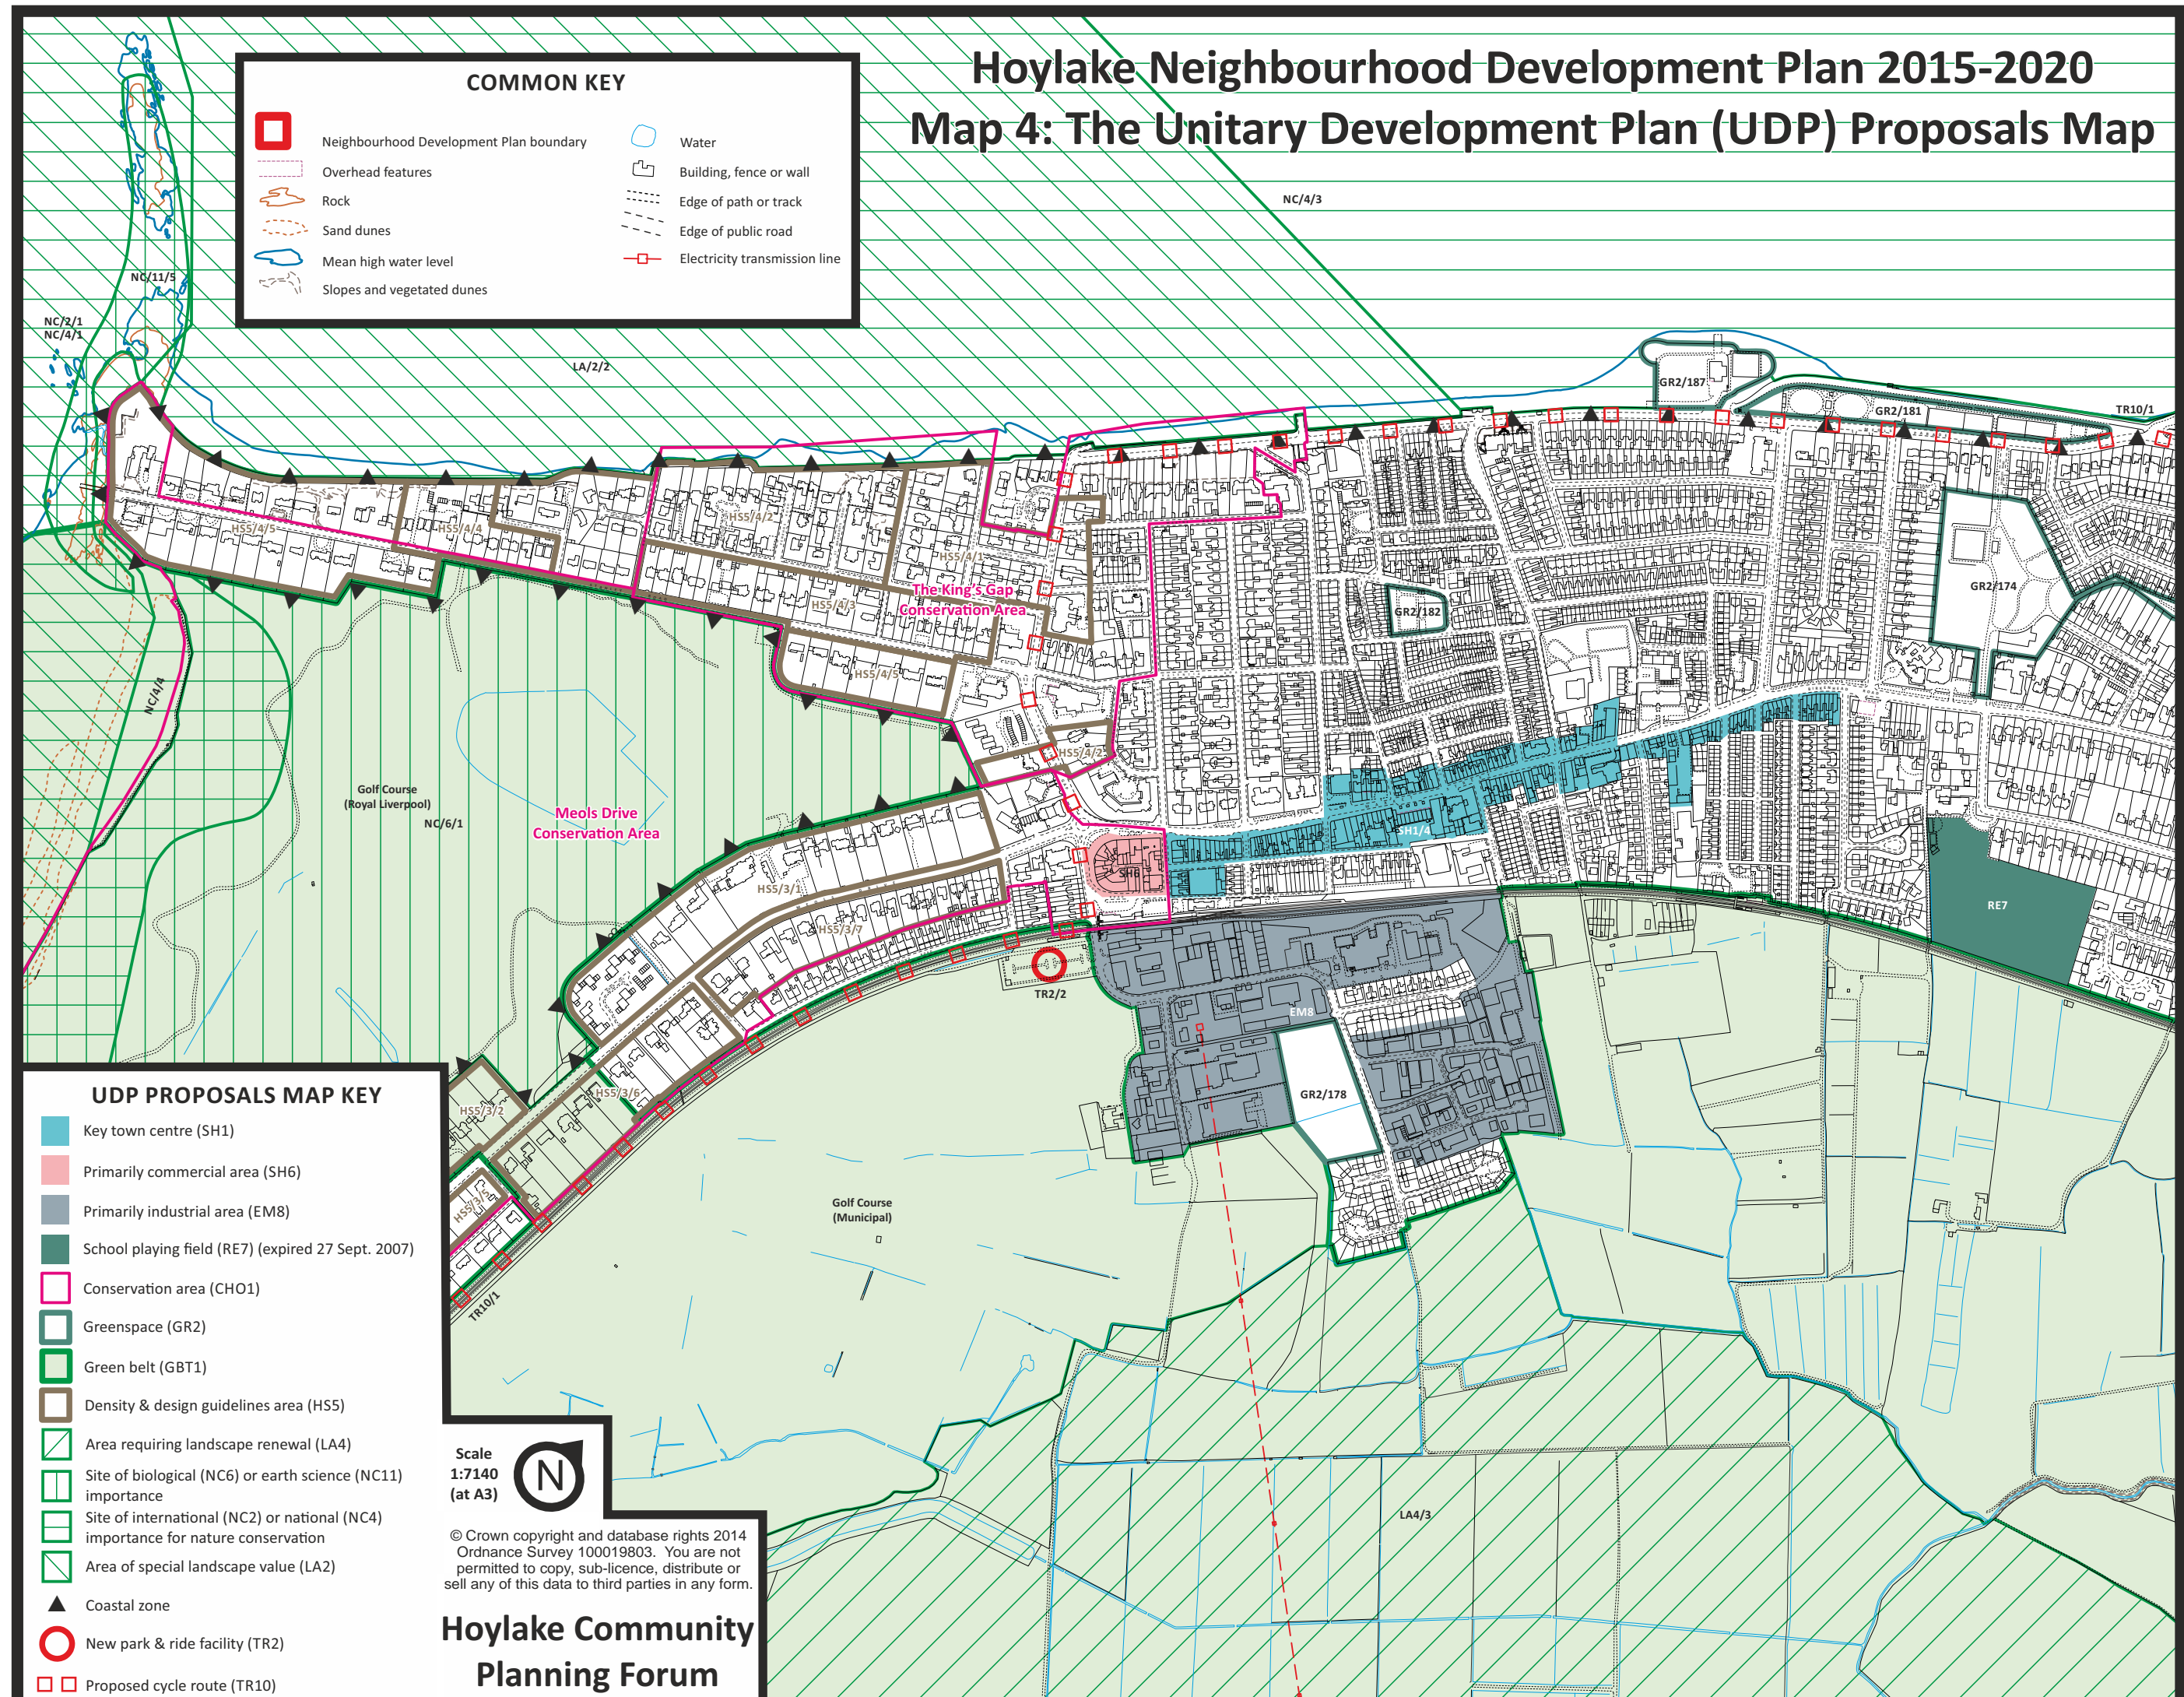 Hoylake Neighbourhood Development Plan 2015-2020
Map 4: The Unitary Development Plan (UDP) Proposals Map
COMMON KEY
Neighbourhood Development Plan boundary
Overhead features
Rock
Sand dunes
Mean high water level
Slopes and vegetated dunes
Water
Building, fence or wall
Edge of path or track
Edge of public road
Electricity transmission line
NC/4/3
NC/11/5
NC/2/1
NC/4/1
LA/2/2
GR2/187
GR2/181
TR10/1
HS5/4/5
HS5/4/4
HS5/4/2
HS5/4/1
The King's Gap
Conservation Area
HS5/4/3
GR2/182
GR2/174
HS5/4/5
NC/4/4
HS5/4/2
Golf Course
(Royal Liverpool)
NC/6/1
Meols Drive
Conservation Area
SH1/4
HS5/3/1
SH6
RE7
HS5/3/7
TR2/2
EM8
HS5/3/6
GR2/178
HS5/3/2
HS5/3/5
Golf Course
(Municipal)
TR10/1
LA4/3
UDP PROPOSALS MAP KEY
Key town centre (SH1)
Primarily commercial area (SH6)
Primarily industrial area (EM8)
School playing field (RE7) (expired 27 Sept. 2007)
Conservation area (CHO1)
Greenspace (GR2)
Green belt (GBT1)
Density & design guidelines area (HS5)
Area requiring landscape renewal (LA4)
Site of biological (NC6) or earth science (NC11)
importance
Site of international (NC2) or national (NC4)
importance for nature conservation
Area of special landscape value (LA2)
Coastal zone
New park & ride facility (TR2)
Proposed cycle route (TR10)
Scale
1:7140
(at A3)
N
© Crown copyright and database rights 2014
Ordnance Survey 100019803. You are not
permitted to copy, sub-licence, distribute or
sell any of this data to third parties in any form.
Hoylake Community
Planning Forum